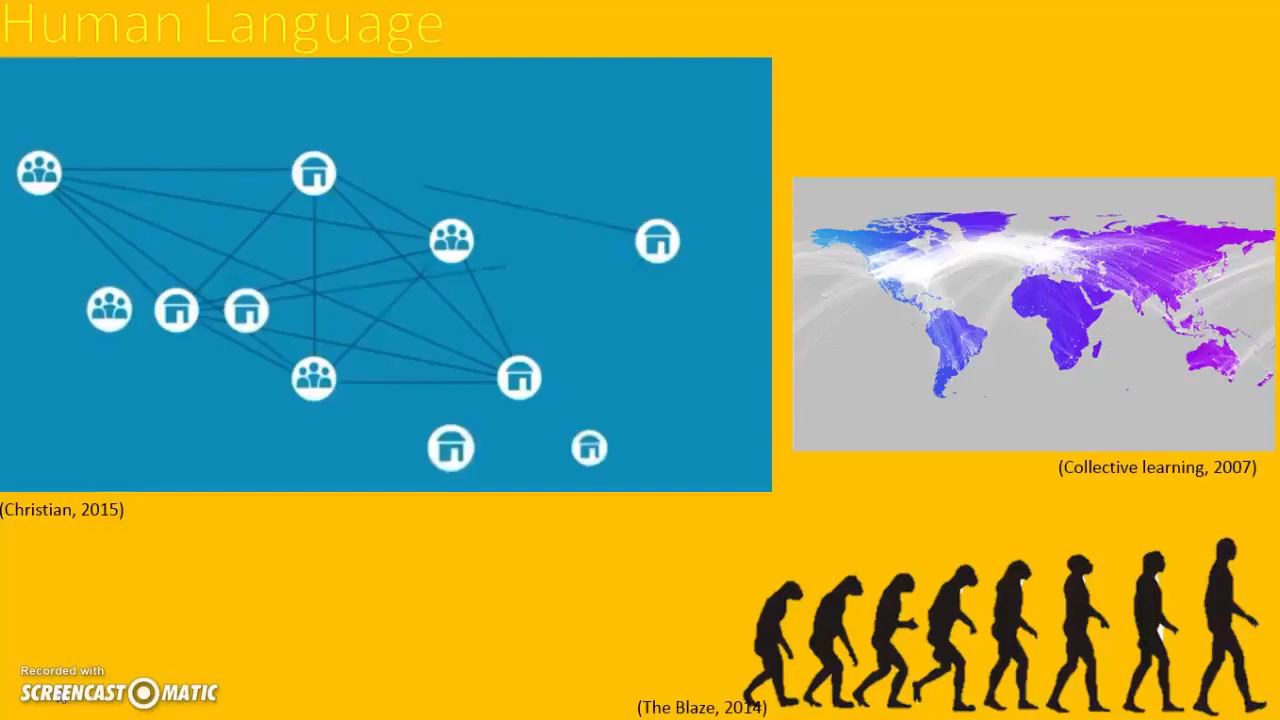 Human Language
(Collective learning, 2007)
(Christian, 2015)
Recorded with
SCREENCAST MATIC
(The Blaze, 2014)